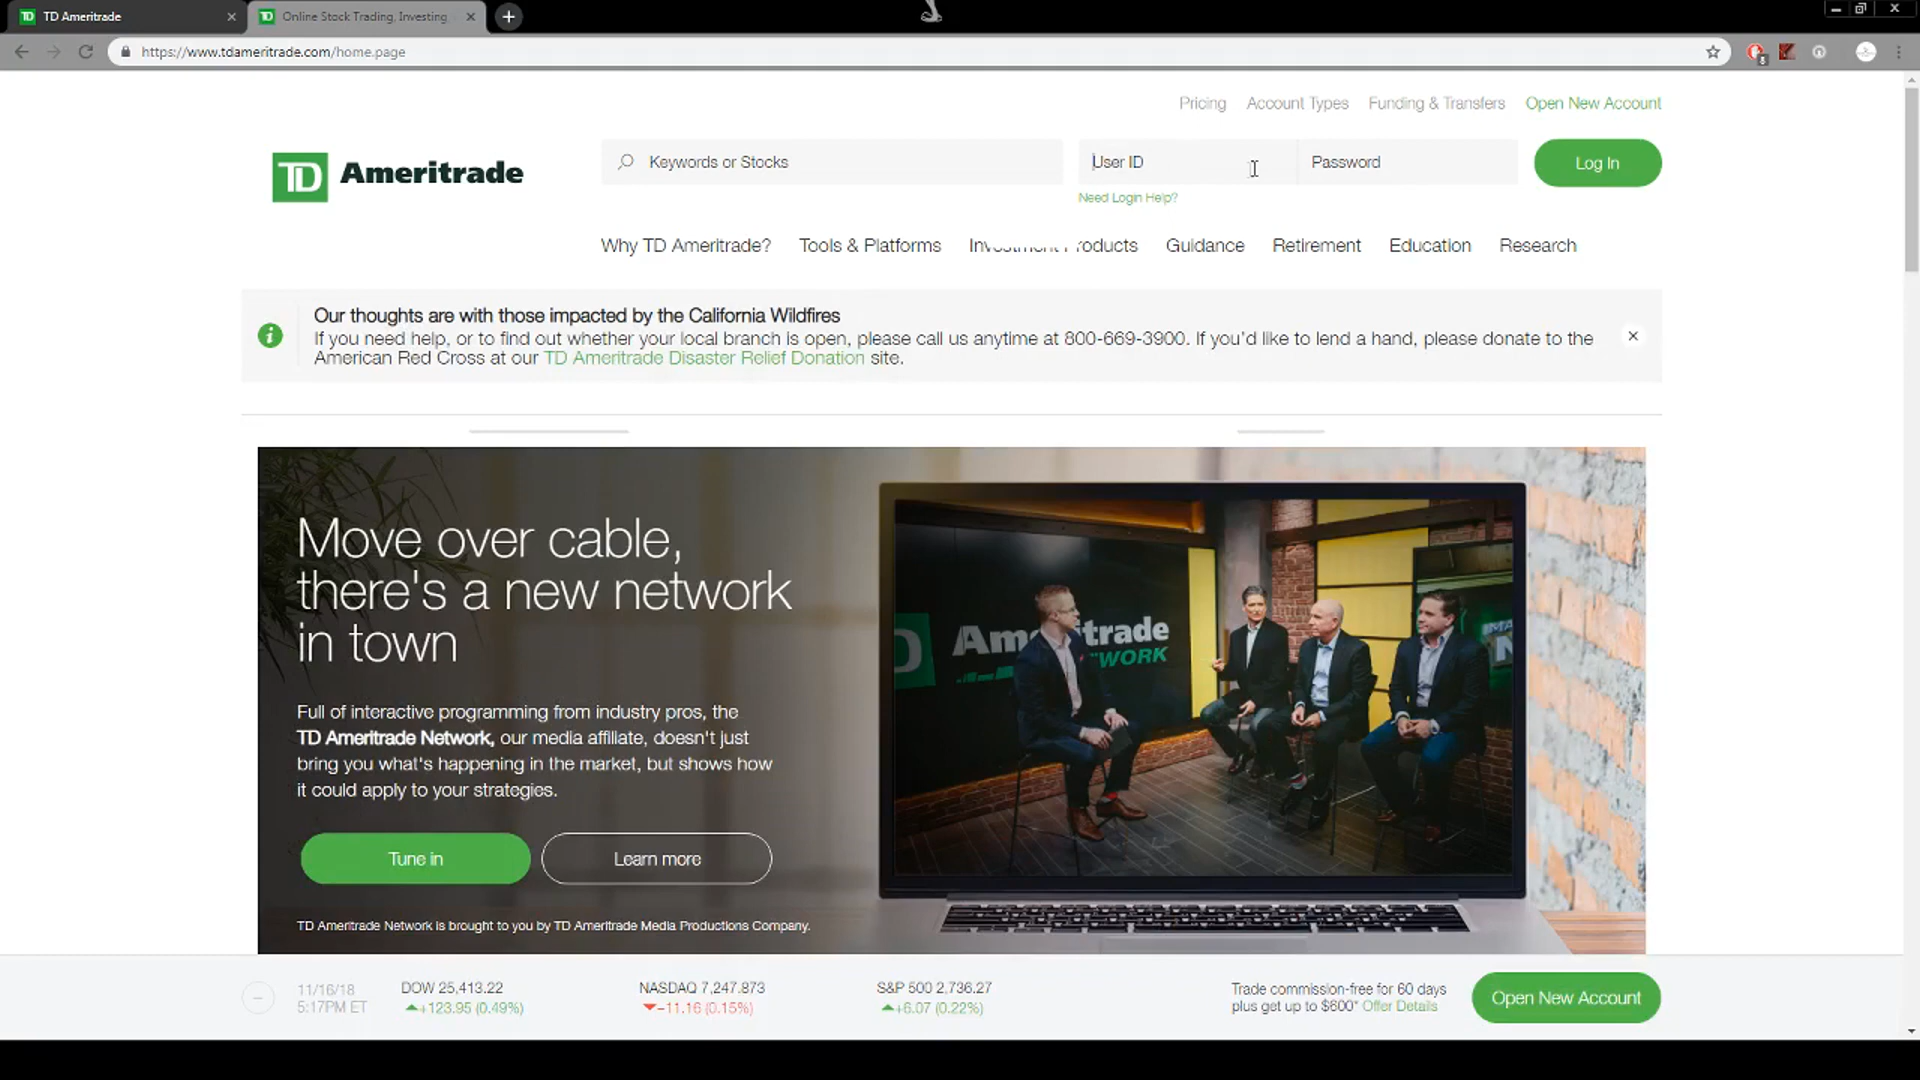 TD Ameritrade
Online Stock Trading, Investing,
https://www.tdameritrade.com/home.page
8
Pricing Account Types Funding & Transfers Open New Account
TD Ameritrade
Keywords or Stocks
User ID
Password
Log In
Need Login Help?
Why TD Ameritrade? Tools & Platforms Investment Products Guidance Retirement Education Research
Our thoughts are with those impacted by the California Wildfires
If you need help, or to find out whether your local branch is open, please call us anytime at 800-669-3900. If you'd like to lend a hand, please donate to the
American Red Cross at our TD Ameritrade Disaster Relief Donation site.
Move over cable,
there's a new network
in town
Full of interactive programming from industry pros, the
TD Ameritrade Network, our media affiliate, doesn't just
bring you what's happening in the market, but shows how
it could apply to your strategies.
Tune in
Learn more
TD Ameritrade Network is brought to you by TD Ameritrade Media Productions Company.
11/16/18
5:17PM ET
DOW 25,413.22
+123.95 (0.49%)
NASDAQ 7,247.873
−11.16 (0.15%)
S&P 500 2,736.27
+6.07 (0.22%)
Trade commission-free for 60 days
plus get up to $600* Offer Details
Open New Account